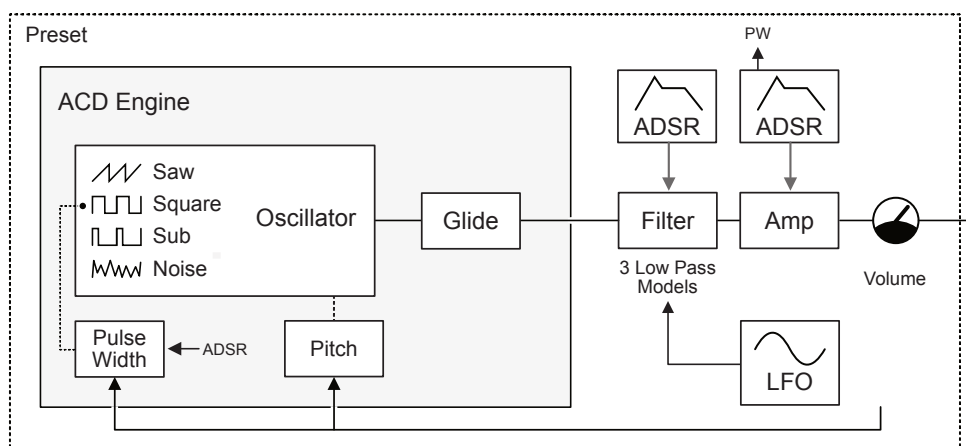 Preset
PW
ACD Engine
ADSR
ADSR
Saw
Square
Sub
Noise
Oscillator
Glide
Filter
Amp
3 Low Pass
Models
Volume
Pulse
Width
ADSR
Pitch
LFO